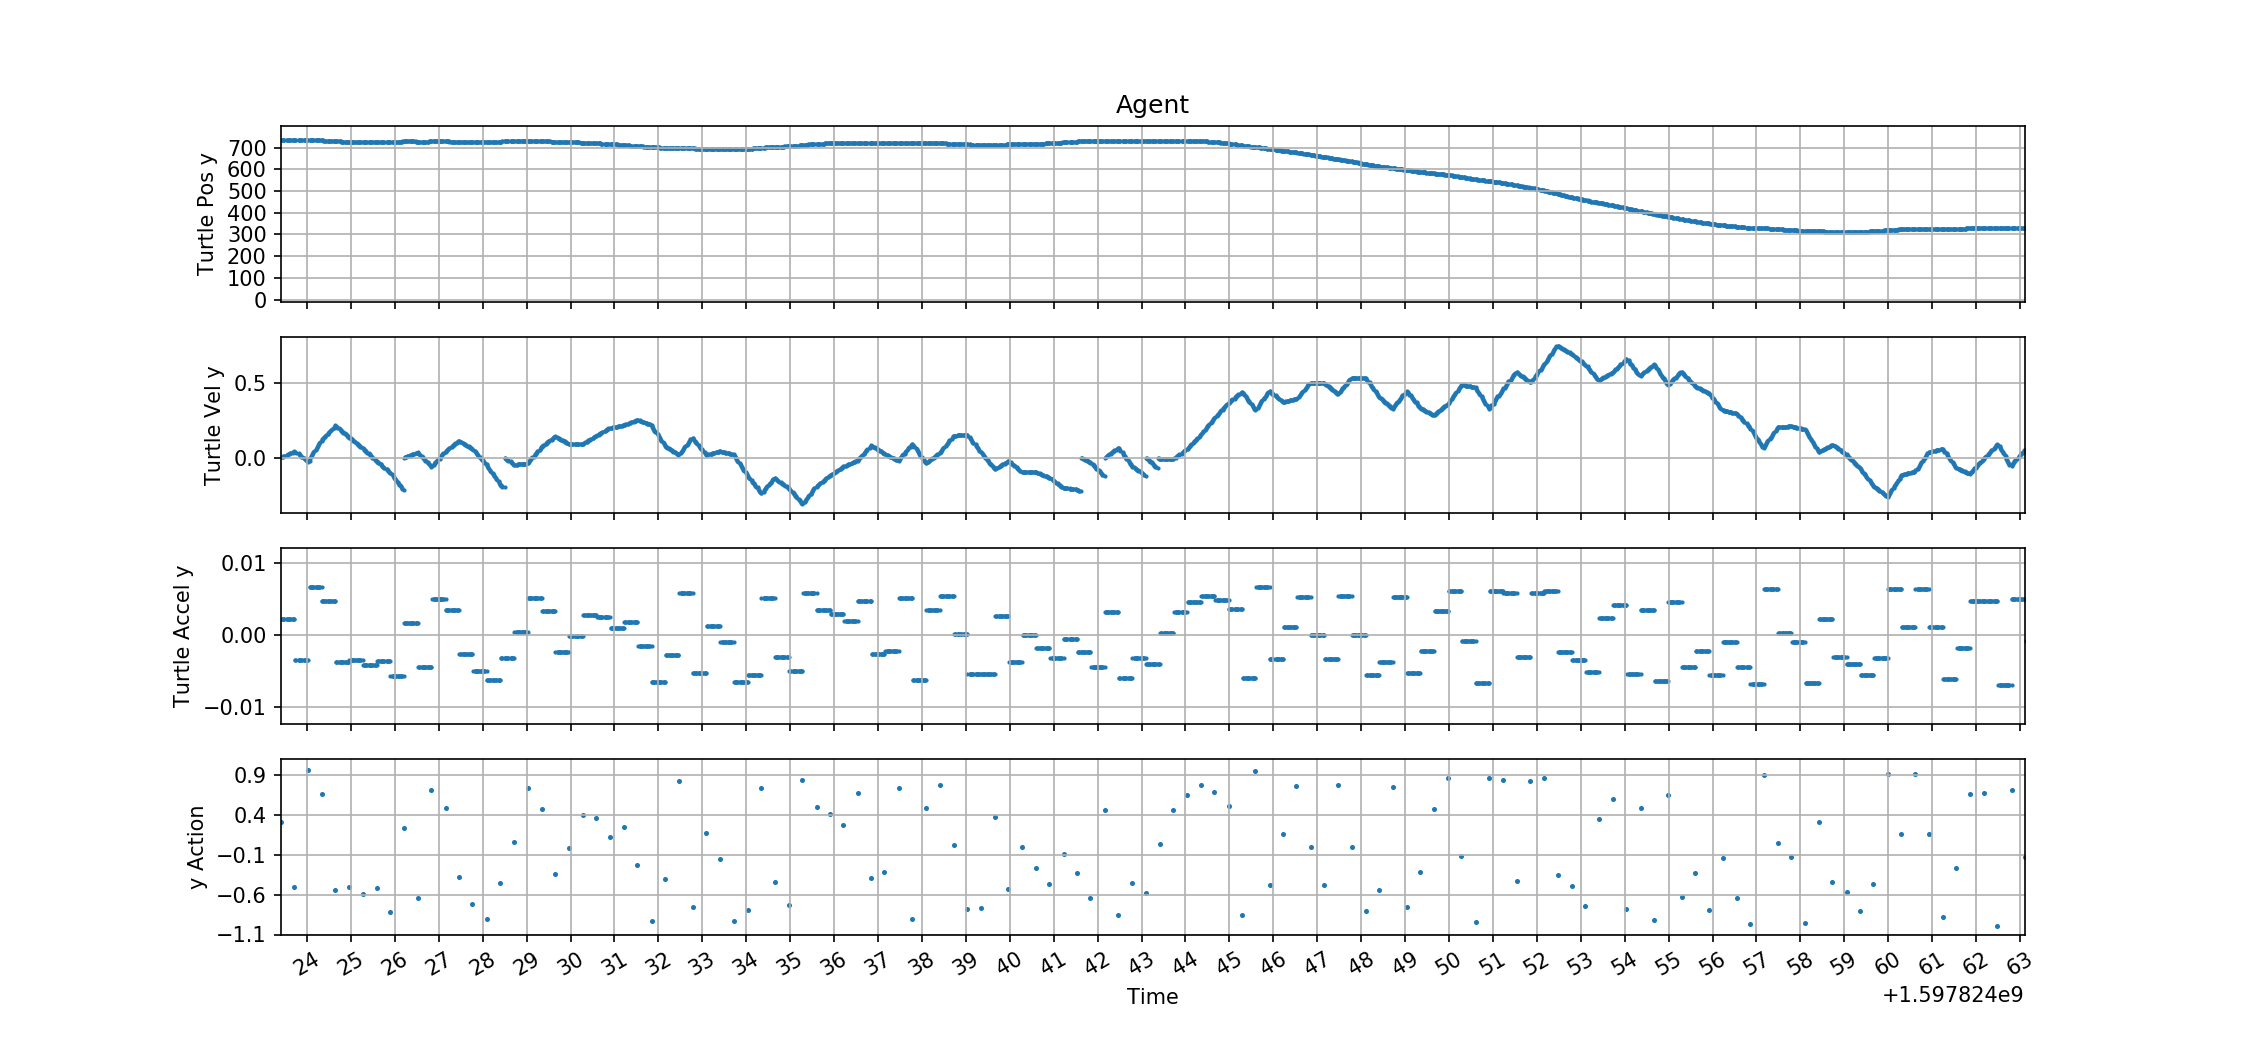 Agent
Turtle Pos y
700
600
500
400
300
200
100
0
Turtle Vel y
0.5
0.0
Turtle Accel y
0.01
0.00
−0.01
y Action
0.9
0.4
−0.1
−0.6
−1.1
24 25 26 27 28 29 30 31 32 33 34 35 36 37 38 39 40 41 42 43 44 45 46 47 48 49 50 51 52 53 54 55 56 57 58 59 60 61 62 63
Time
+1.597824e9